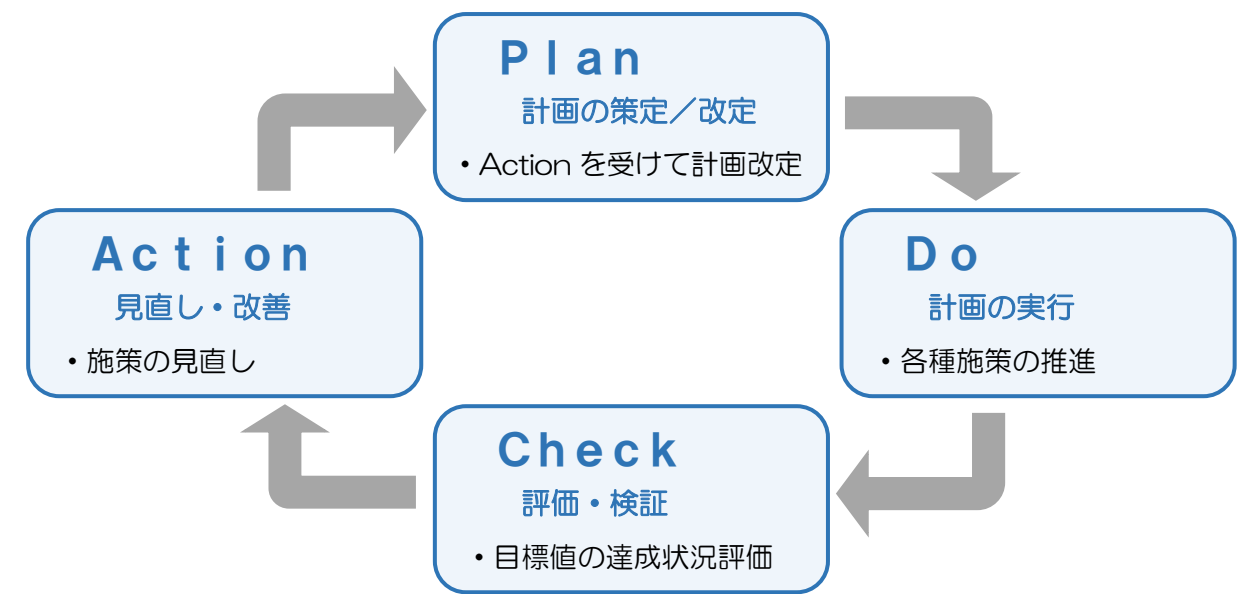 Plan
計画の策定／改定
・Action を受けて計画改定
Action
見直し・改善
・施策の見直し
Do
計画の実行
・各種施策の推進
Check
評価・検証
・目標値の達成状況評価